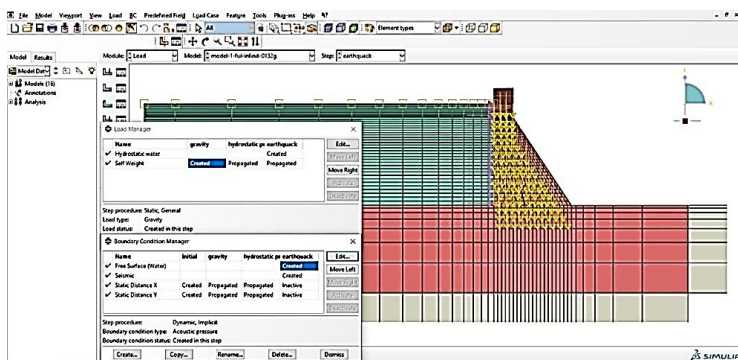 File Model Viewport View Load BC Predefined Field Load Case Feature Tools Plug-ins Help
All
Element types
Model Results
Module: Load Model: model-1-ful-infinit-0132g Step: earthquack
Models (16)
Annotations
Analysis
Load Manager
Name gravity hydrostatic pr earthquack
Edit...
Hydrostatic water Created
Move Left
Self Weight Created Propagated Propagated
Move Right
Activate
Deactivate
Step procedure: Static, General
Load type: Gravity
Load status: Created in this step
Boundary Condition Manager
Name Initial gravity hydrostatic pr earthquack
Edit...
Free Surface (Water) Created
Move Left
Seismic Created
Move Right
Static Distance X Created Propagated Propagated Inactive
Activate
Static Distance Y Created Propagated Propagated Inactive
Deactivate
Step procedure: Dynamic, Implicit
Boundary condition type: Acoustic pressure
Boundary condition status: Created in this step
Create... Copy... Rename... Delete... Dismiss
SIMULIA